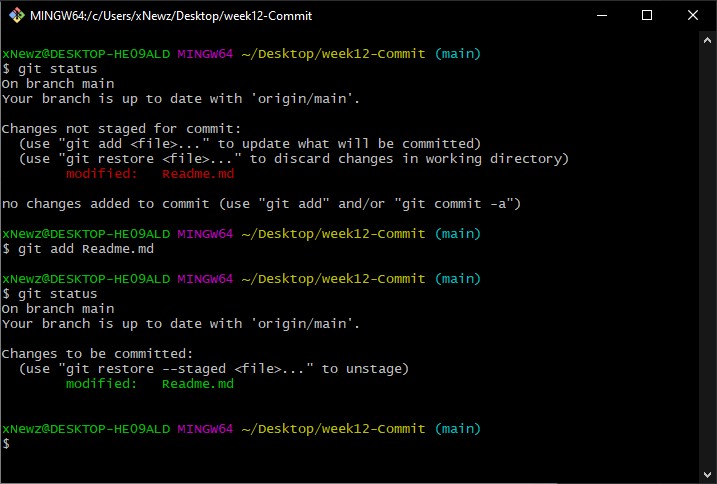 MINGW64:/c/Users/xNewz/Desktop/week12-Commit
xNewz@DESKTOP-HE09ALD MINGW64 ~/Desktop/week12-Commit (main)
$ git status
On branch main
Your branch is up to date with 'origin/main'.
Changes not staged for commit:
  (use "git add <file>..." to update what will be committed)
  (use "git restore <file>..." to discard changes in working directory)
        modified:   Readme.md
no changes added to commit (use "git add" and/or "git commit -a")
xNewz@DESKTOP-HE09ALD MINGW64 ~/Desktop/week12-Commit (main)
$ git add Readme.md
xNewz@DESKTOP-HE09ALD MINGW64 ~/Desktop/week12-Commit (main)
$ git status
On branch main
Your branch is up to date with 'origin/main'.
Changes to be committed:
  (use "git restore --staged <file>..." to unstage)
        modified:   Readme.md
xNewz@DESKTOP-HE09ALD MINGW64 ~/Desktop/week12-Commit (main)
$